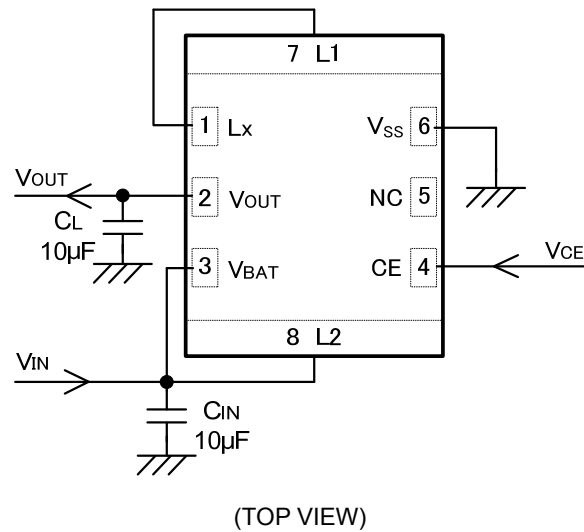 7 L1
1 Lx
VSS 6
VOUT
2 VOUT
NC 5
CL
10μF
3 VBAT
CE 4
VCE
8 L2
VIN
CIN
10μF
(TOP VIEW)